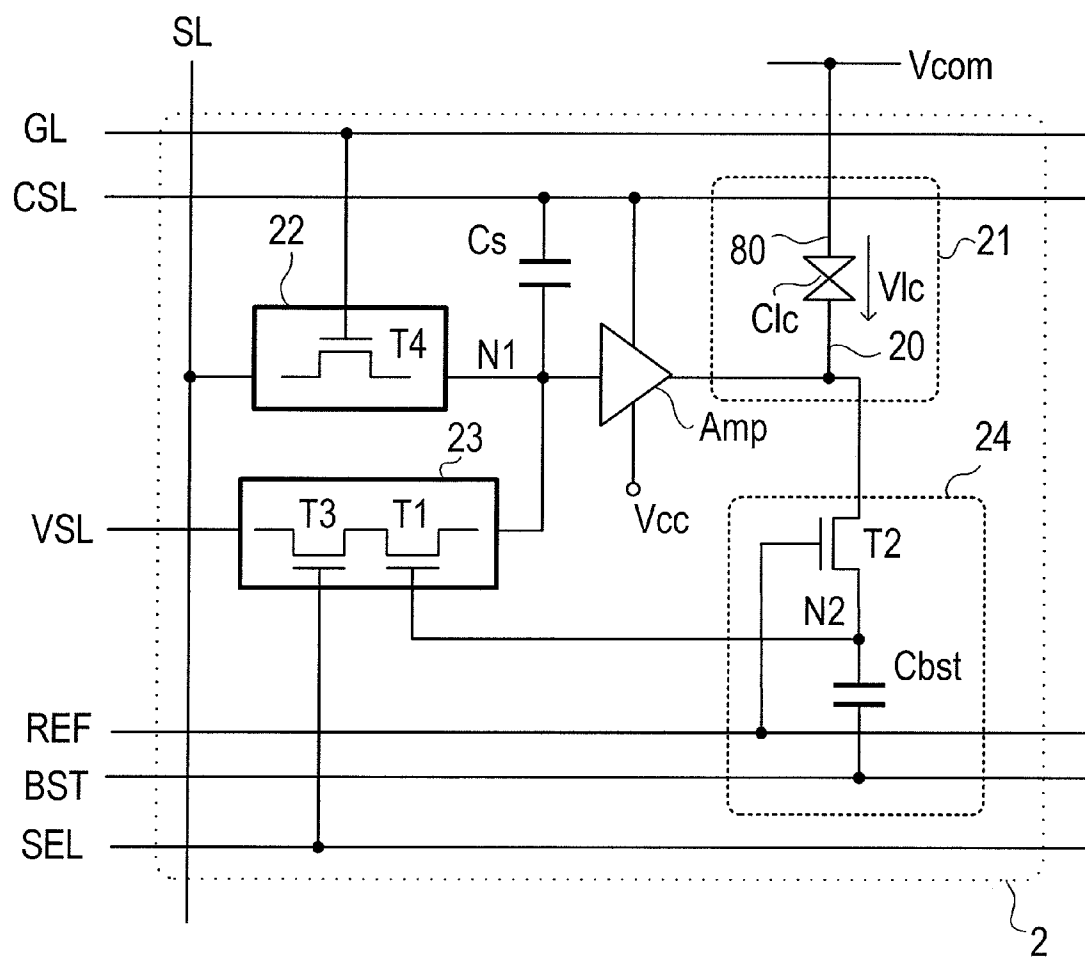 SL
Vcom
GL
CSL
22
Cs
80
21
Clc
Vlc
T4
N1
20
Amp
23
24
VSL
T3
T1
Vcc
T2
N2
Cbst
REF
BST
SEL
2